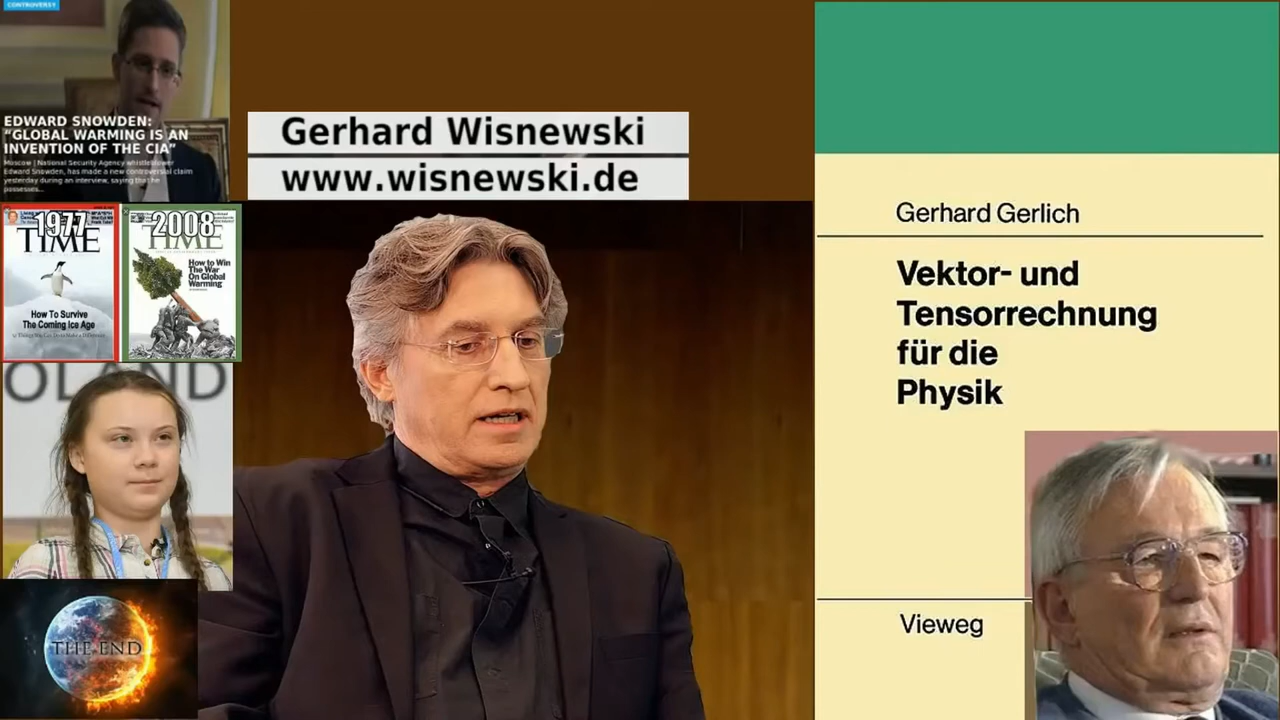 CONTROVERSY
EDWARD SNOWDEN:
“GLOBAL WARMING IS AN
INVENTION OF THE CIA”
Moscow | National Security Agency whistleblower
Edward Snowden, has made a new controversial claim
yesterday during an interview, saying that he
possesses...
Gerhard Wisnewski
www.wisnewski.de
1977
TIME
How To Survive
The Coming Ice Age
2008
TIME
How to Win
The War
On Global
Warming
OLAND
THE END
Gerhard Gerlich
Vektor- und
Tensorrechnung
für die
Physik
Vieweg